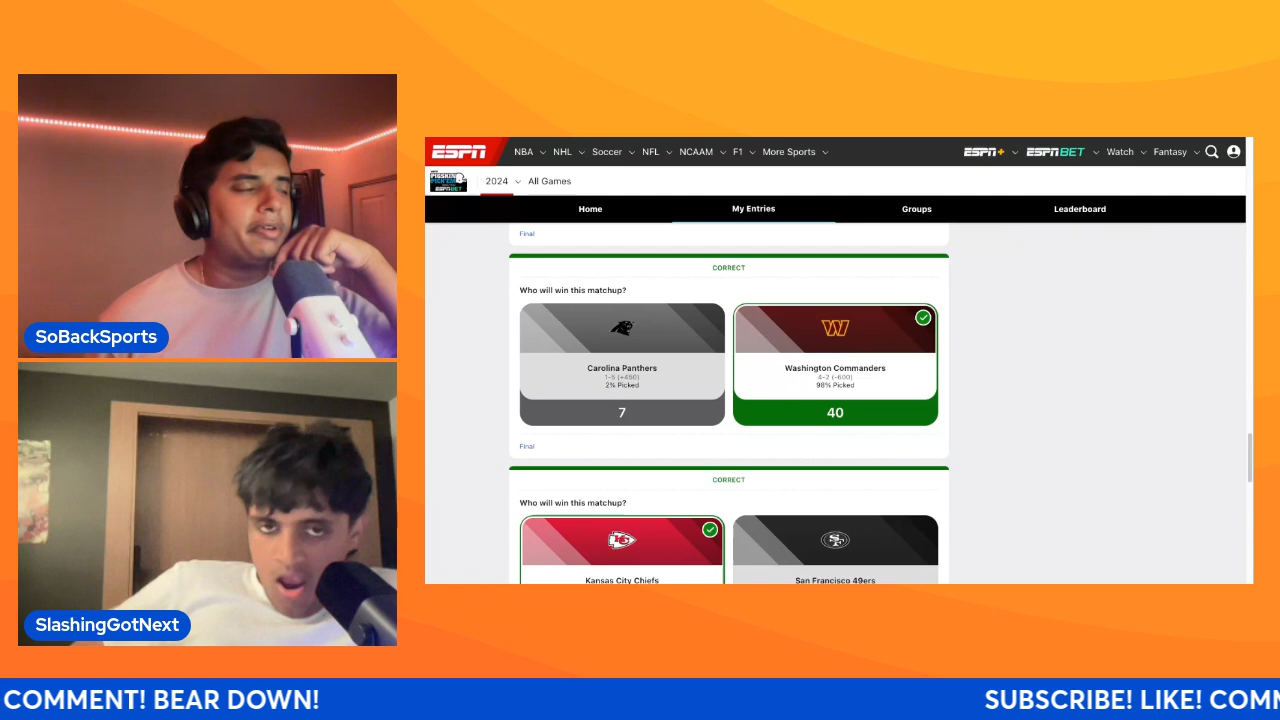 SoBackSports
SlashingGotNext
ESPN NBA NHL Soccer NFL NCAAM F1 More Sports ESPN+ ESPN BET Watch Fantasy
2024 All Games
Home My Entries Groups Leaderboard
Final
CORRECT
Who will win this matchup?
Carolina Panthers
1-5 (+450)
2% Picked
7
Washington Commanders
4-2 (-600)
98% Picked
40
Final
CORRECT
Who will win this matchup?
Kansas City Chiefs
San Francisco 49ers
COMMENT! BEAR DOWN! SUBSCRIBE! LIKE! COMM